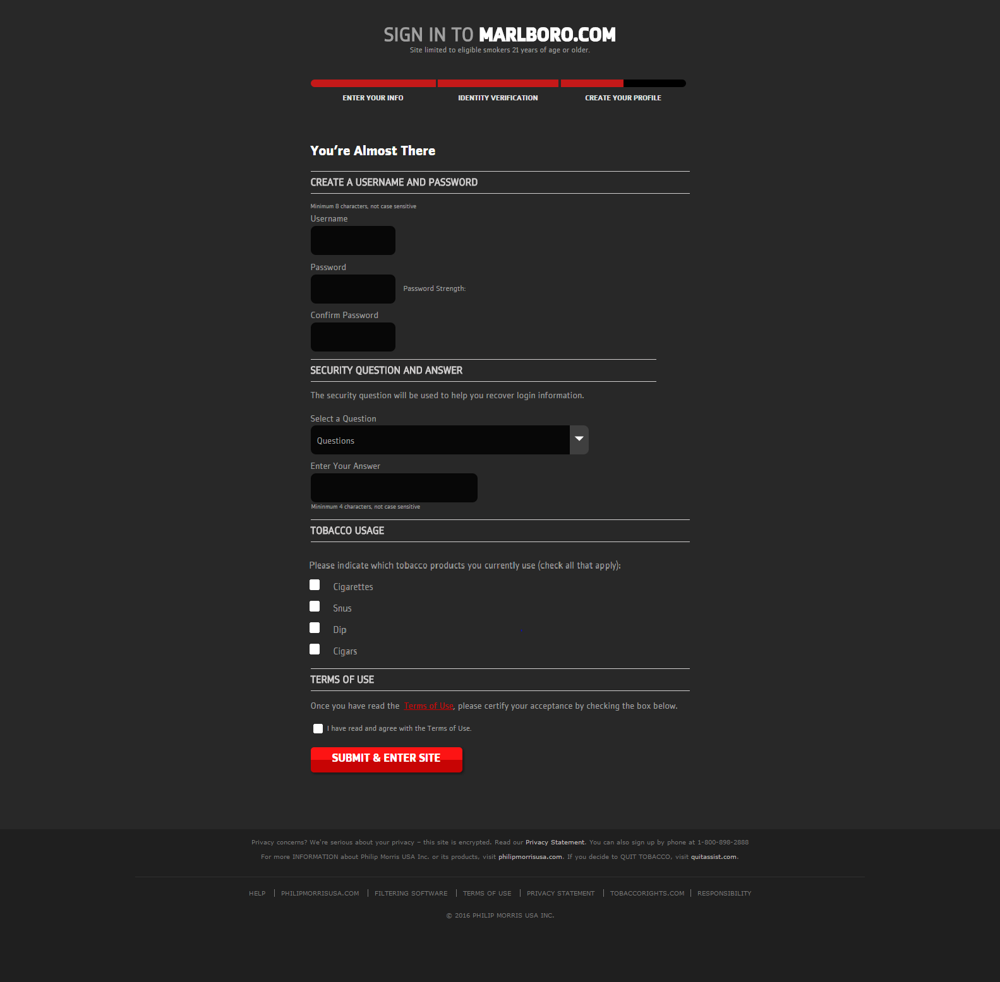 SIGN IN TO MARLBORO.COM
Site limited to eligible smokers 21 years of age or older.
ENTER YOUR INFO IDENTITY VERIFICATION CREATE YOUR PROFILE
You're Almost There
CREATE A USERNAME AND PASSWORD
Minimum 8 characters, not case sensitive
Username
Password
Password Strength:
Confirm Password
SECURITY QUESTION AND ANSWER
The security question will be used to help you recover login information.
Select a Question
Questions
Enter Your Answer
Mininmum 4 characters, not case sensitive
TOBACCO USAGE
Please indicate which tobacco products you currently use (check all that apply):
Cigarettes
Snus
Dip
Cigars
TERMS OF USE
Once you have read the Terms of Use, please certify your acceptance by checking the box below.
I have read and agree with the Terms of Use.
SUBMIT & ENTER SITE
Privacy concerns? We're serious about your privacy – this site is encrypted. Read our Privacy Statement. You can also sign up by phone at 1-800-898-2888
For more INFORMATION about Philip Morris USA Inc. or its products, visit philipmorrisusa.com. If you decide to QUIT TOBACCO, visit quitassist.com.
HELP | PHILIPMORRISUSA.COM | FILTERING SOFTWARE | TERMS OF USE | PRIVACY STATEMENT | TOBACCORIGHTS.COM | RESPONSIBILITY
© 2016 PHILIP MORRIS USA INC.